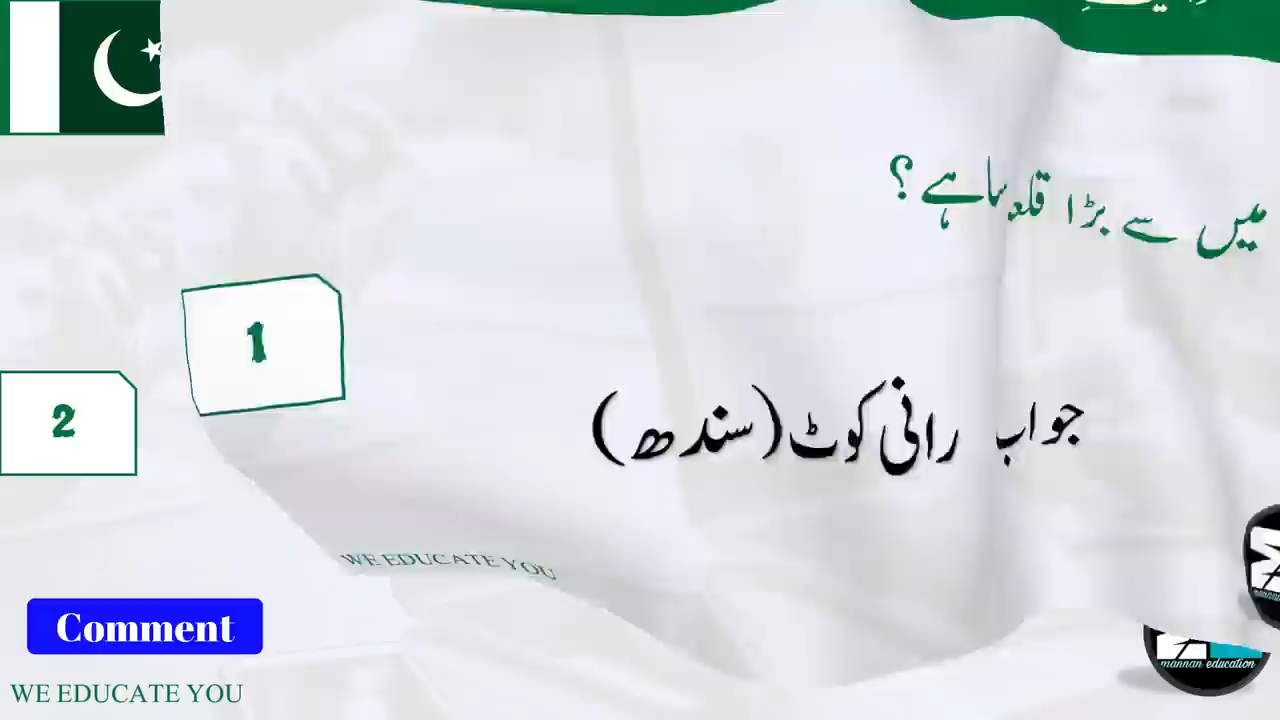 میں سے بڑا قلعہ
ہے ؟
1
2
جواب رانی کوٹ (سندھ)
WE EDUCATE YOU
Comment
mannan education
WE EDUCATE YOU